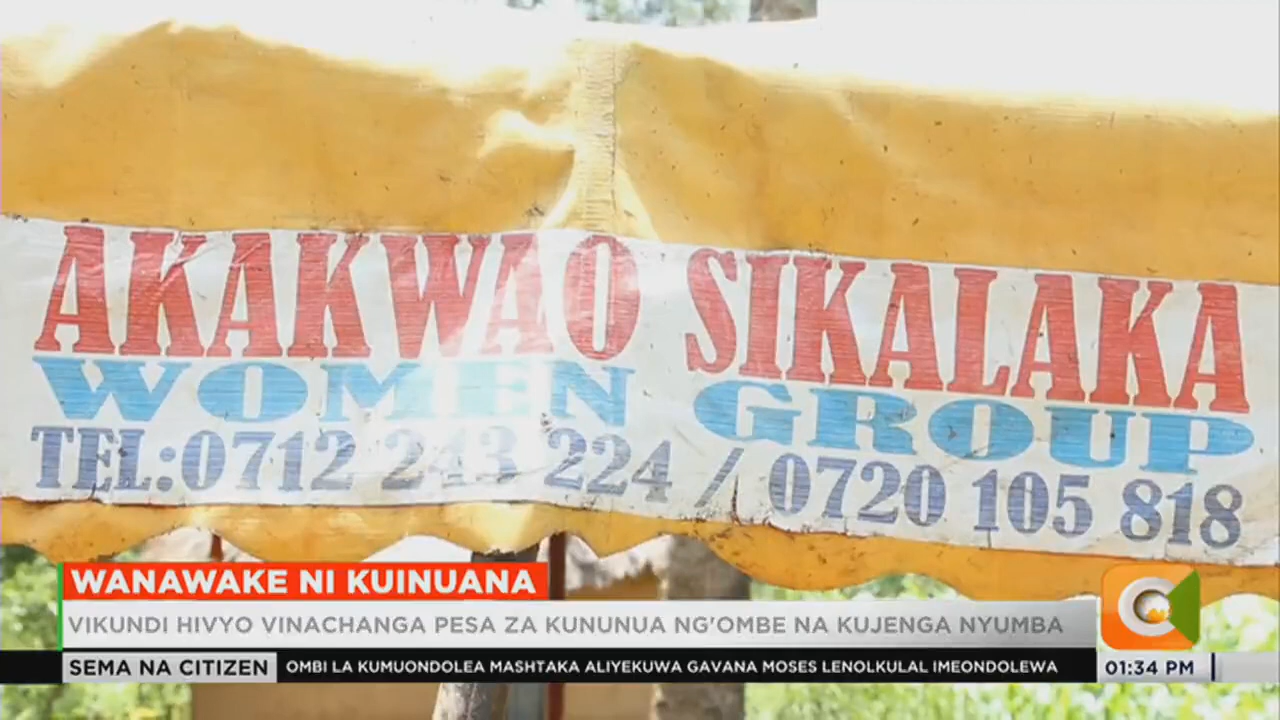 AKAKWAO SIKALAKA
WOMEN GROUP
TEL:0712 243 224 / 0720 105 818
WANAWAKE NI KUINUANA
VIKUNDI HIVYO VINACHANGA PESA ZA KUNUNUA NG'OMBE NA KUJENGA NYUMBA
SEMA NA CITIZEN
OMBI LA KUMUONDOLEA MASHTAKA ALIYEKUWA GAVANA MOSES LENOLKULAL IMEONDOLEWA
01:34 PM